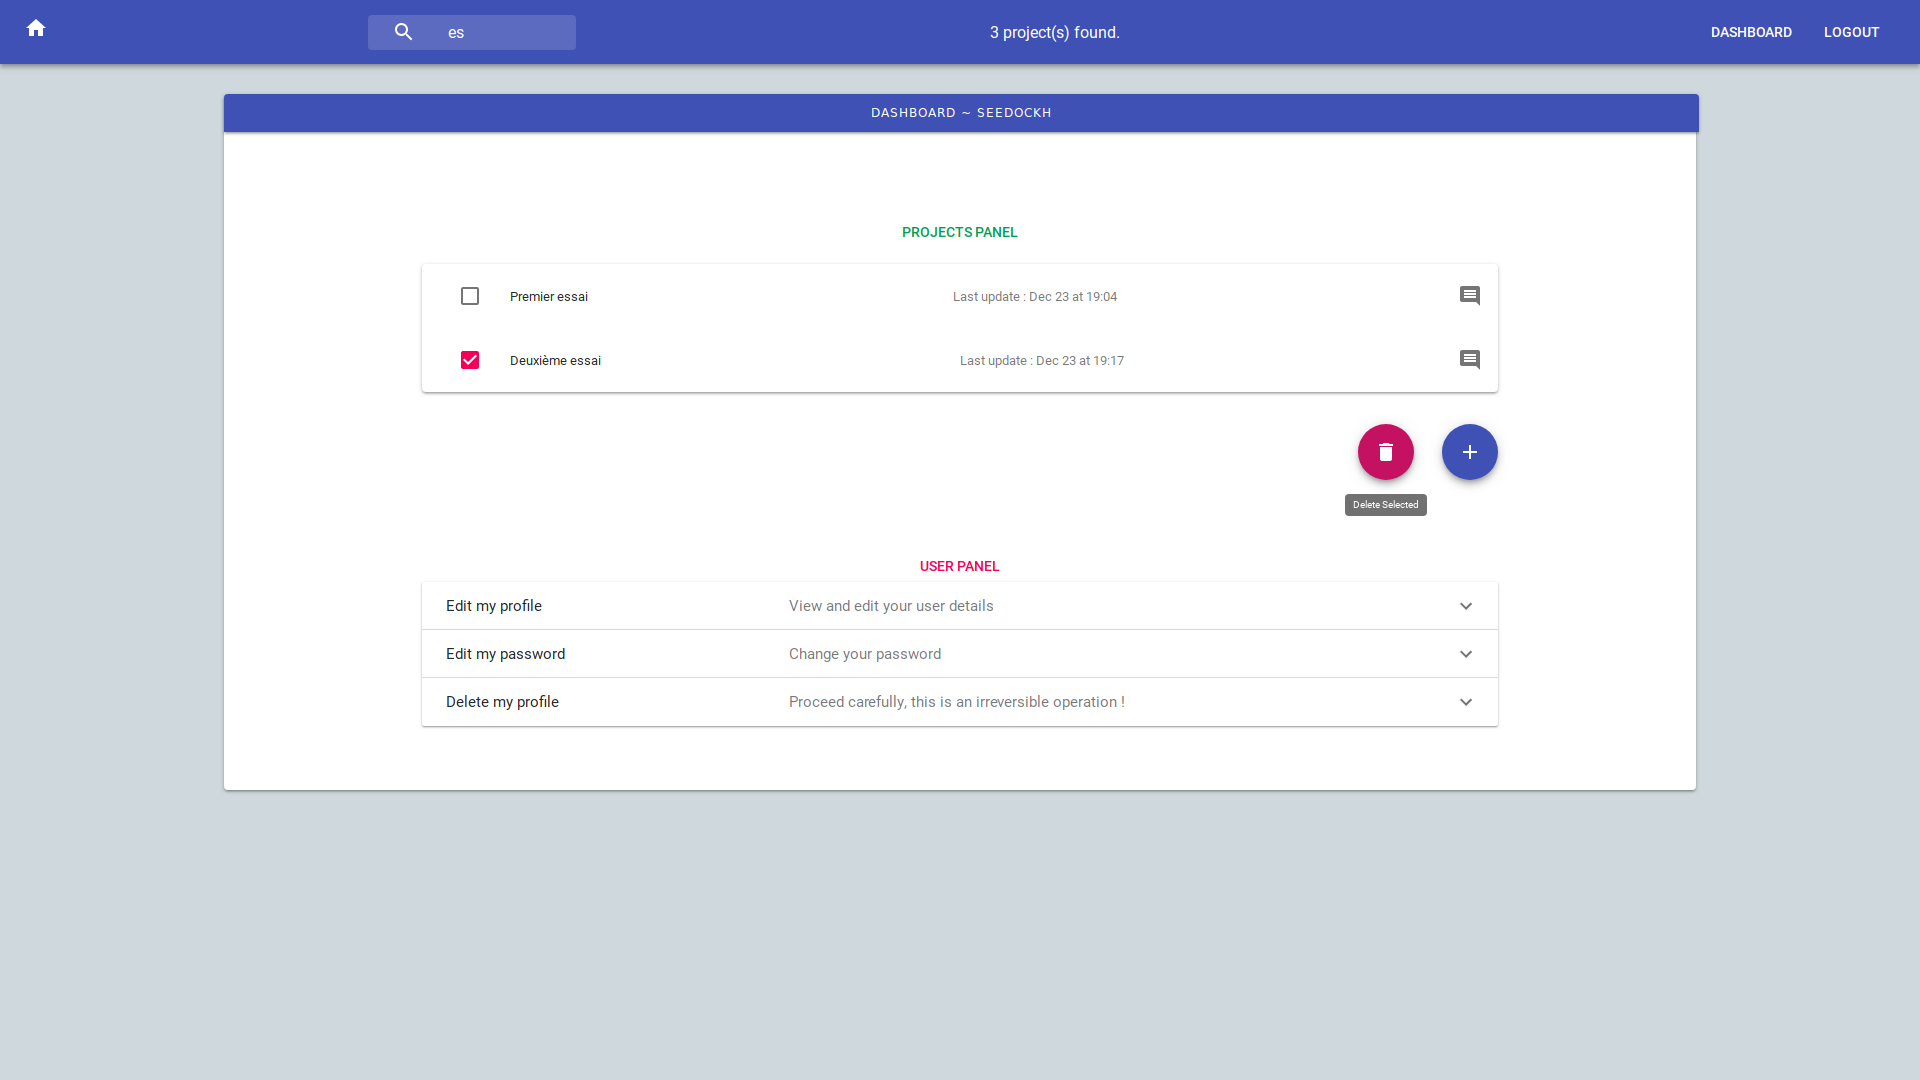 es
3 project(s) found.
DASHBOARD LOGOUT
DASHBOARD ~ SEEDOCKH
PROJECTS PANEL
Premier essai Last update : Dec 23 at 19:04
Deuxième essai Last update : Dec 23 at 19:17
Delete Selected
USER PANEL
Edit my profile View and edit your user details
Edit my password Change your password
Delete my profile Proceed carefully, this is an irreversible operation !